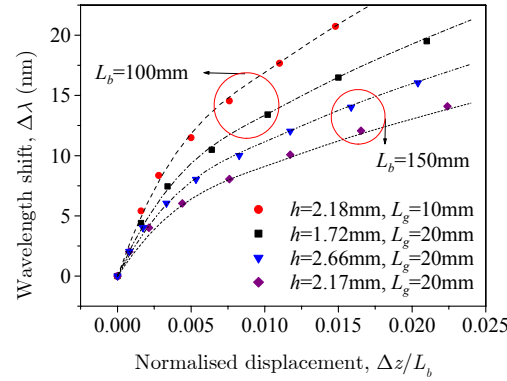 20
15
10
5
0
Wavelength shift, Δλ (nm)
L_b=100mm
L_b=150mm
h=2.18mm, L_g=10mm
h=1.72mm, L_g=20mm
h=2.66mm, L_g=20mm
h=2.17mm, L_g=20mm
0.000 0.005 0.010 0.015 0.020 0.025
Normalised displacement, Δz/L_b